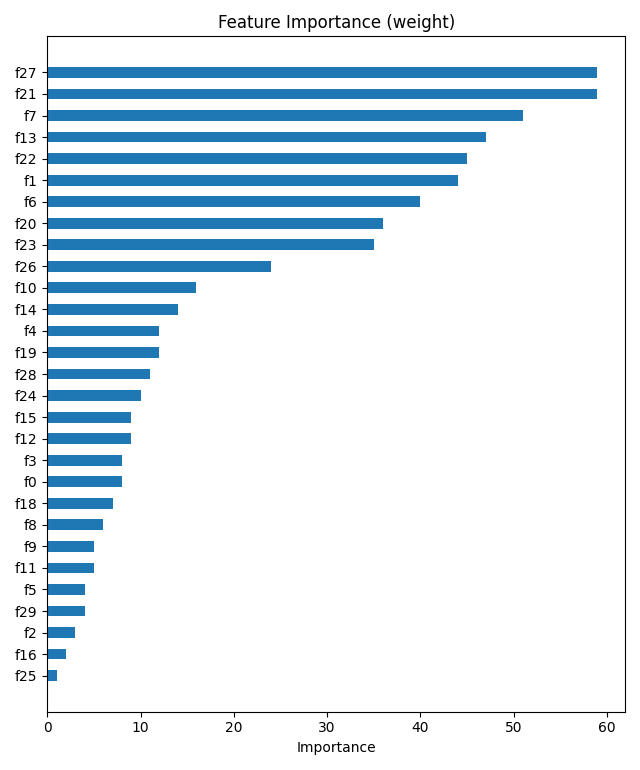 Feature Importance (weight)
f27
f21
f7
f13
f22
f1
f6
f20
f23
f26
f10
f14
f4
f19
f28
f24
f15
f12
f3
f0
f18
f8
f9
f11
f5
f29
f2
f16
f25
0 10 20 30 40 50 60
Importance